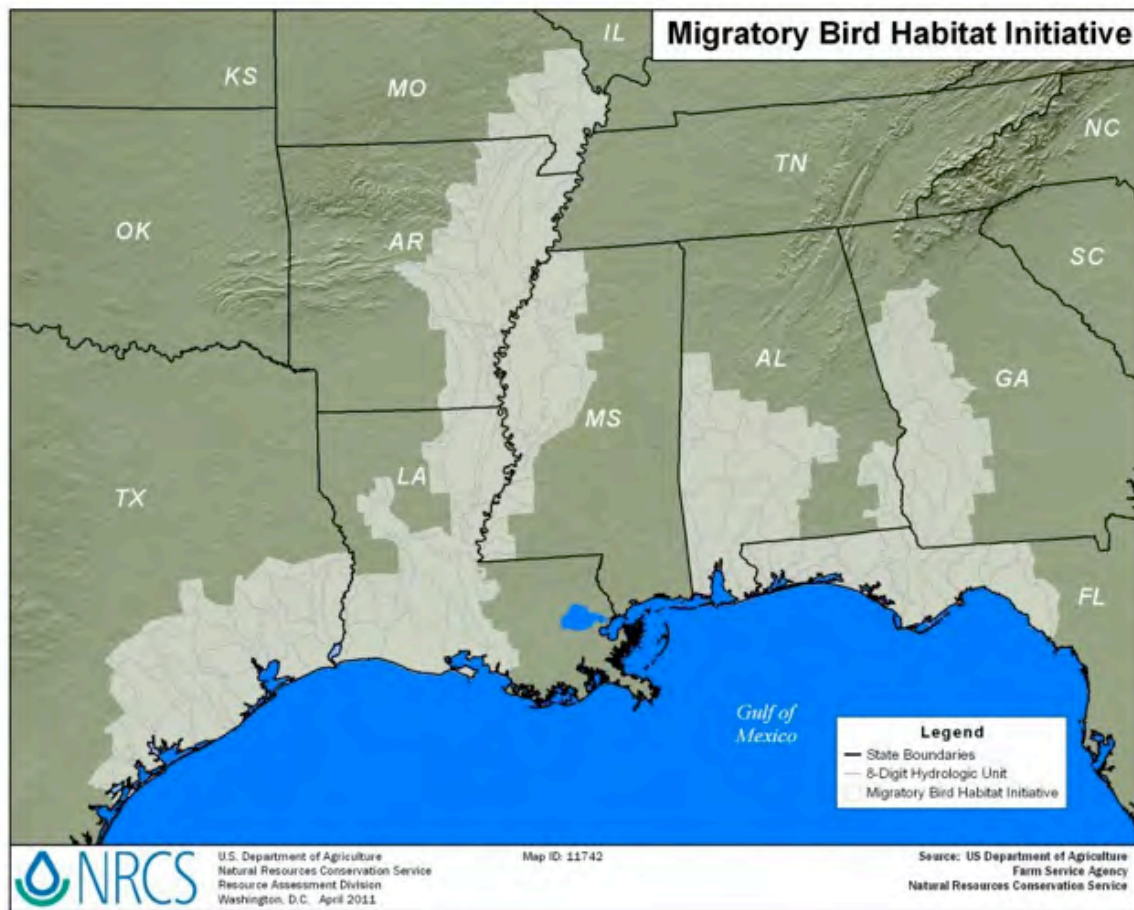 Migratory Bird Habitat Initiative
IL
KS
MO
NC
TN
OK
AR
SC
AL
GA
MS
LA
TX
FL
Gulf of
Mexico
Legend
State Boundaries
8-Digit Hydrologic Unit
Migratory Bird Habitat Initiative
NRCS
U.S. Department of Agriculture
Natural Resources Conservation Service
Resource Assessment Division
Washington, D.C. April 2011
Map ID: 11742
Source: US Department of Agriculture
Farm Service Agency
Natural Resources Conservation Service